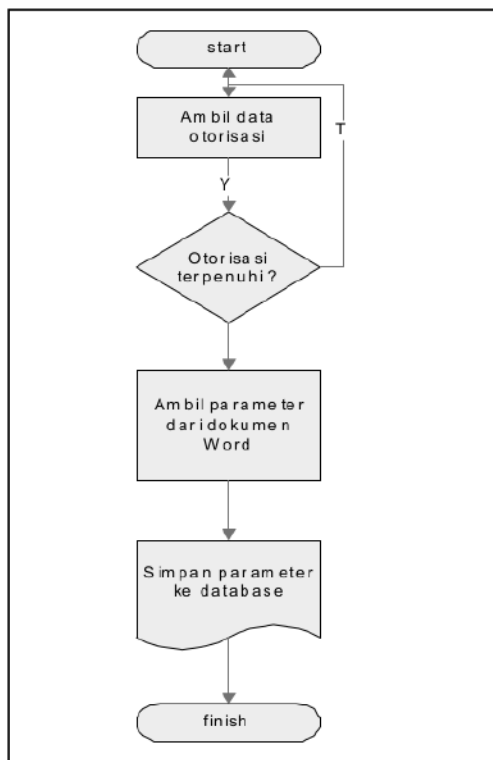 start
Ambil data
otorisasi
T
Y
Otorisasi
terpenuhi?
Ambil parameter
dari dokumen
Word
Simpan parameter
ke database
finish